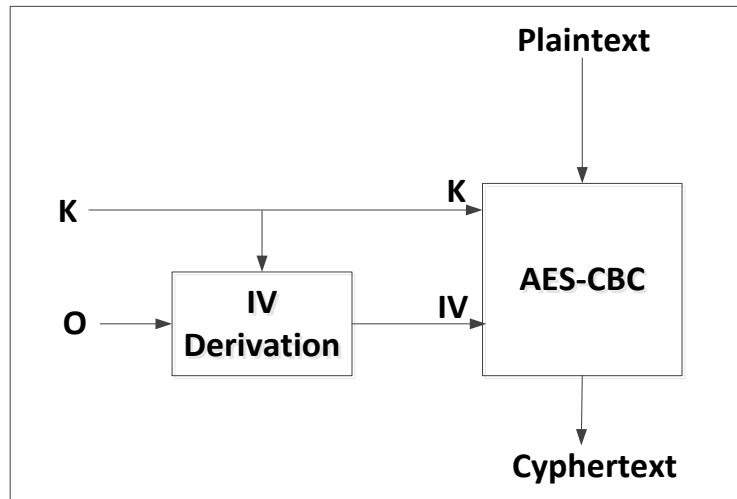 Plaintext
K
K
AES-CBC
O
IV
Derivation
IV
Cyphertext